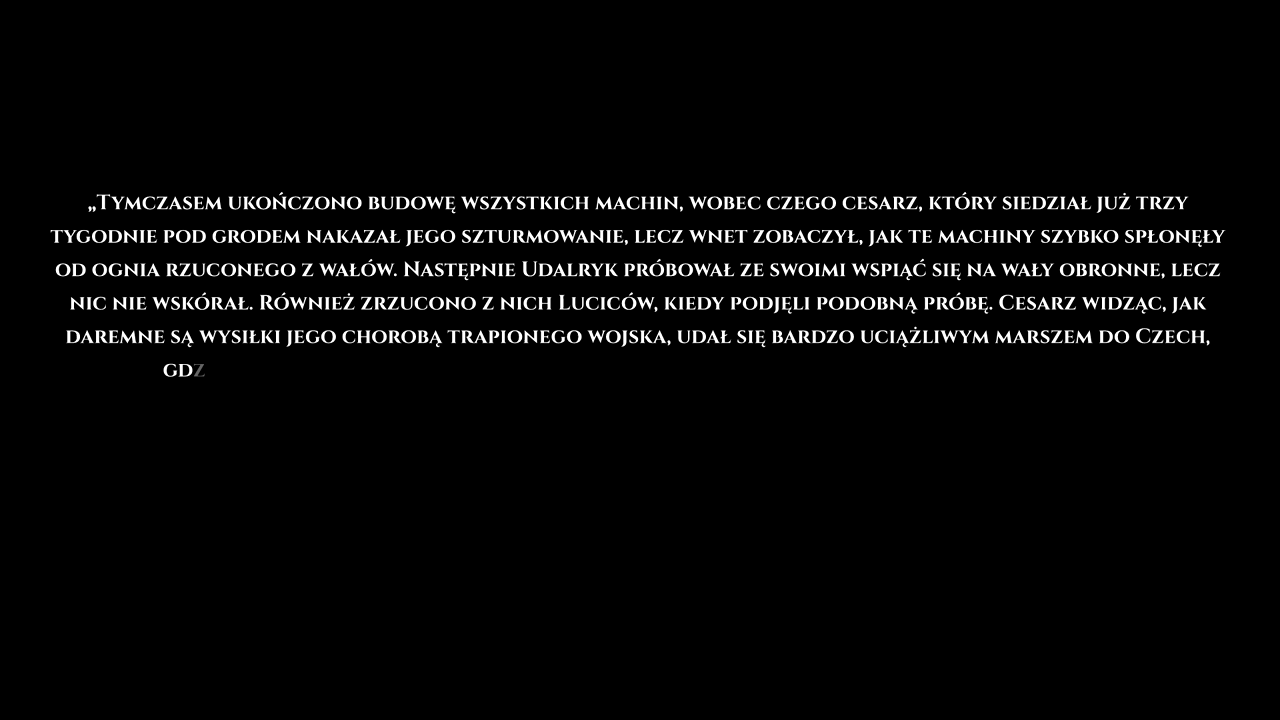 „Tymczasem ukończono budowę wszystkich machin, wobec czego cesarz, który siedział już trzy
tygodnie pod grodem nakazał jego szturmowanie, lecz wnet zobaczył, jak te machiny szybko spłonęły
od ognia rzuconego z wałów. Następnie Udalryk próbował ze swoimi wspiąć się na wały obronne, lecz
nic nie wskórał. Również zrzucono z nich Luciców, kiedy podjęli podobną próbę. Cesarz widząc, jak
daremne są wysiłki jego chorobą trapionego wojska, udał się bardzo uciążliwym marszem do Czech,
gdz